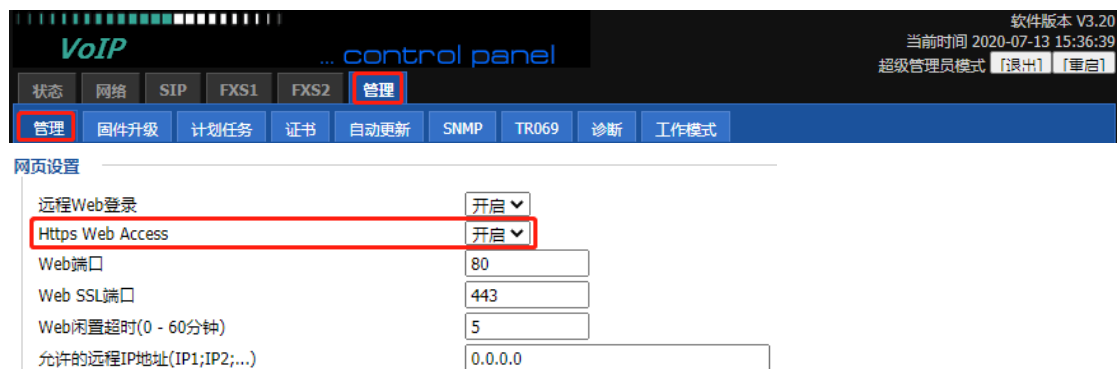 软件版本 V3.20
VoIP ... control panel 当前时间 2020-07-13 15:36:39
超级管理员模式 「退出」 「重启」
状态 网络 SIP FXS1 FXS2 管理
管理 固件升级 计划任务 证书 自动更新 SNMP TR069 诊断 工作模式
网页设置
远程Web登录 开启
Https Web Access 开启
Web端口 80
Web SSL端口 443
Web闲置超时(0 - 60分钟) 5
允许的远程IP地址(IP1;IP2;...) 0.0.0.0